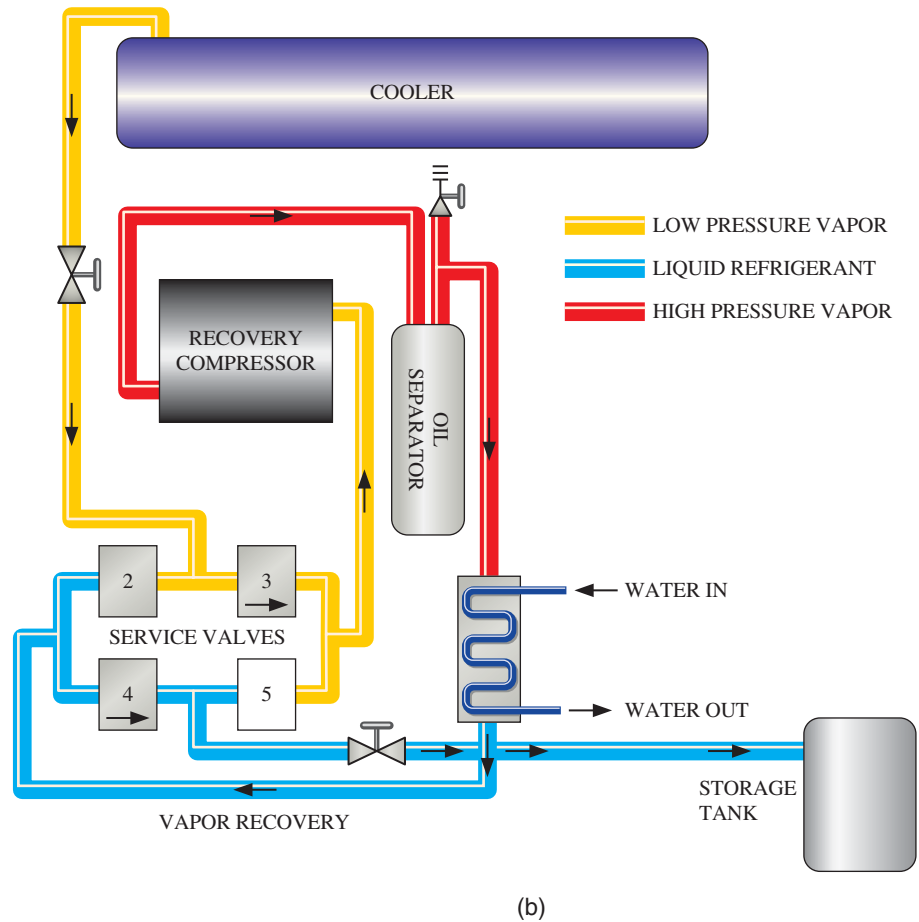 COOLER
LOW PRESSURE VAPOR
LIQUID REFRIGERANT
HIGH PRESSURE VAPOR
RECOVERY
COMPRESSOR
OIL
SEPARATOR
2
3
SERVICE VALVES
4
5
WATER IN
WATER OUT
VAPOR RECOVERY
STORAGE
TANK
(b)